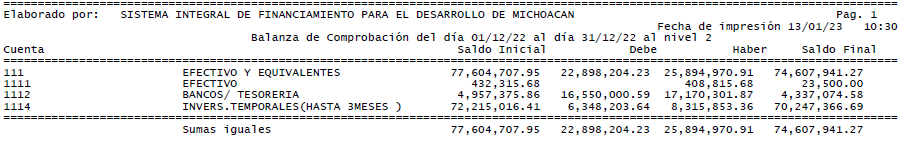 Elaborado por: SISTEMA INTEGRAL DE FINANCIAMIENTO PARA EL DESARROLLO DE MICHOACAN Pag. 1
Fecha de impresión 13/01/23 10:30
Balanza de Comprobación del día 01/12/22 al día 31/12/22 al nivel 2
Cuenta Saldo Inicial Debe Haber Saldo Final
111 EFECTIVO Y EQUIVALENTES 77,604,707.95 22,898,204.23 25,894,970.91 74,607,941.27
1111 EFECTIVO 432,315.68 408,815.68 23,500.00
1112 BANCOS/ TESORERIA 4,957,375.86 16,550,000.59 17,170,301.87 4,337,074.58
1114 INVERS.TEMPORALES(HASTA 3MESES ) 72,215,016.41 6,348,203.64 8,315,853.36 70,247,366.69
Sumas iguales 77,604,707.95 22,898,204.23 25,894,970.91 74,607,941.27